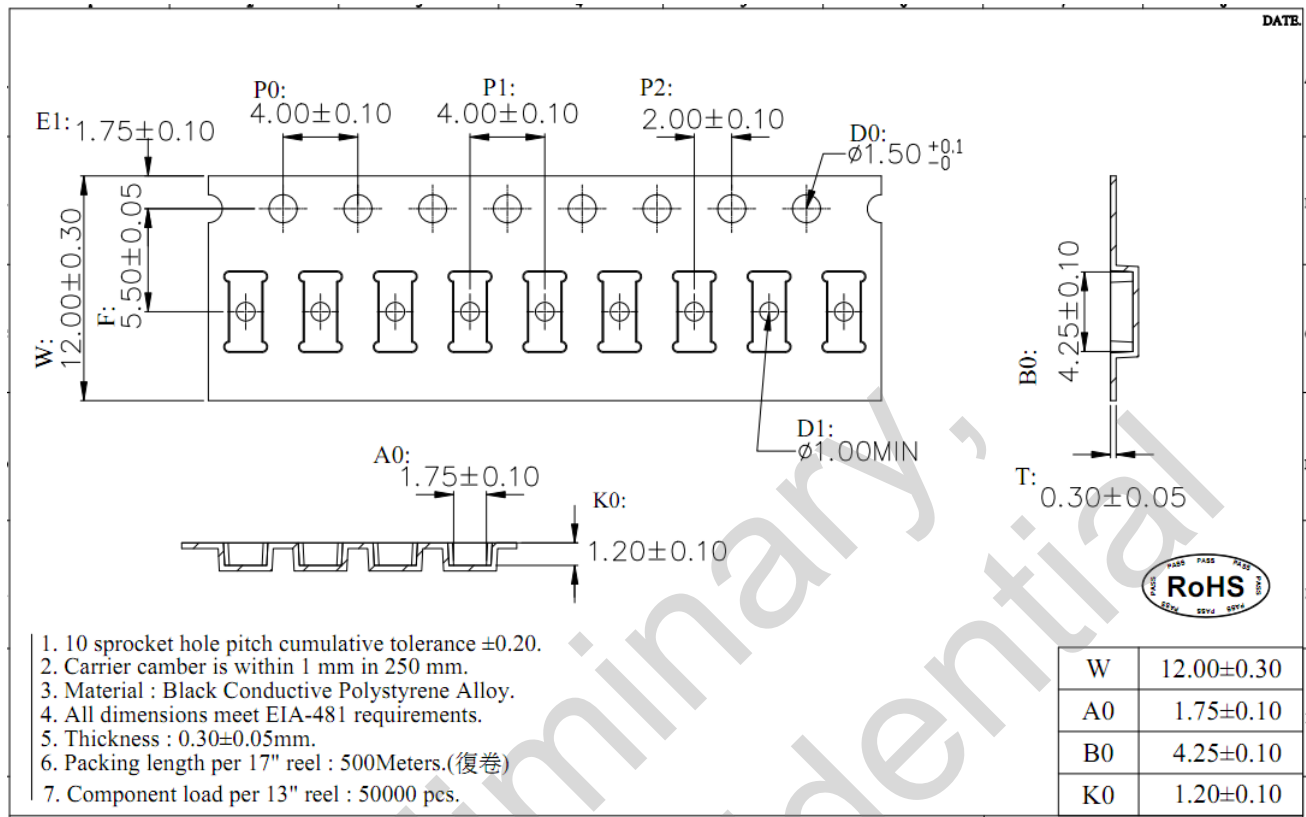 DATE.
P0:
4.00±0.10
P1:
4.00±0.10
P2:
2.00±0.10
E1: 1.75±0.10
D0:
Ø1.50 +0.1 -0
W: 12.00±0.30
F: 5.50±0.05
B0: 4.25±0.10
D1:
Ø1.00MIN
A0:
1.75±0.10
K0:
1.20±0.10
T:
0.30±0.05
PASS PASS PASS
PASS RoHS PASS
PASS PASS PASS
1. 10 sprocket hole pitch cumulative tolerance ±0.20.
2. Carrier camber is within 1 mm in 250 mm.
3. Material : Black Conductive Polystyrene Alloy.
4. All dimensions meet EIA-481 requirements.
5. Thickness : 0.30±0.05mm.
6. Packing length per 17" reel : 500Meters.(復卷)
7. Component load per 13" reel : 50000 pcs.
W 12.00±0.30
A0 1.75±0.10
B0 4.25±0.10
K0 1.20±0.10